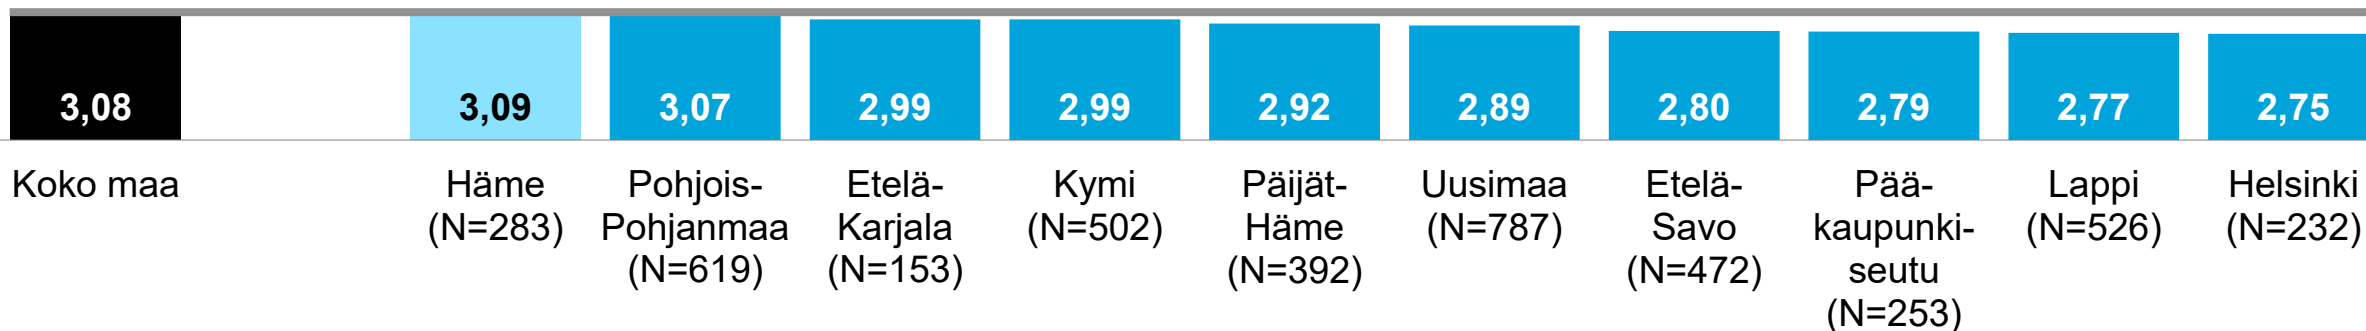 3,08 3,09 3,07 2,99 2,99 2,92 2,89 2,80 2,79 2,77 2,75
Koko maa
Häme
(N=283)
Pohjois-
Pohjanmaa
(N=619)
Etelä-
Karjala
(N=153)
Kymi
(N=502)
Päijät-
Häme
(N=392)
Uusimaa
(N=787)
Etelä-
Savo
(N=472)
Pää-
kaupunki-
seutu
(N=253)
Lappi
(N=526)
Helsinki
(N=232)